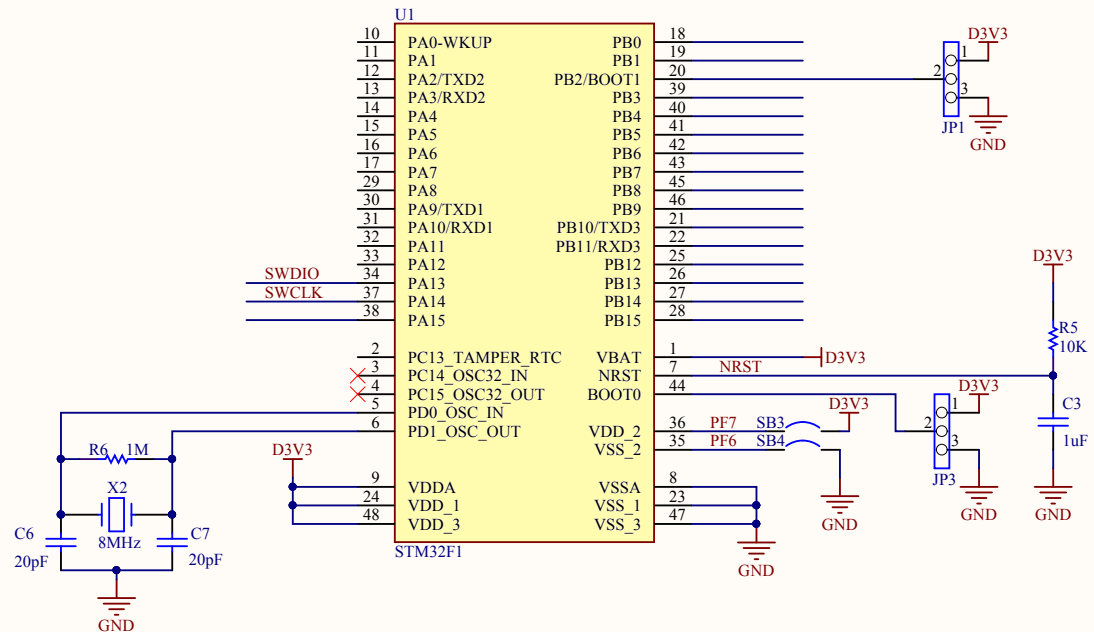 U1
10 PA0-WKUP PB0 18
11 PA1 PB1 19
12 PA2/TXD2 PB2/BOOT1 20
13 PA3/RXD2 PB3 39
14 PA4 PB4 40
15 PA5 PB5 41
16 PA6 PB6 42
17 PA7 PB7 43
29 PA8 PB8 45
30 PA9/TXD1 PB9 46
31 PA10/RXD1 PB10/TXD3 21
32 PA11 PB11/RXD3 22
33 PA12 PB12 25
SWDIO 34 PA13 PB13 26
SWCLK 37 PA14 PB14 27
38 PA15 PB15 28
2 PC13_TAMPER_RTC VBAT 1 D3V3
3 PC14_OSC32_IN NRST 7 NRST
4 PC15_OSC32_OUT BOOT0 44
5 PD0_OSC_IN
6 PD1_OSC_OUT VDD_2 36 PF7 SB3 D3V3
VSS_2 35 PF6 SB4
GND
9 VDDA VSSA 8
24 VDD_1 VSS_1 23
48 VDD_3 VSS_3 47
D3V3
GND
STM32F1
D3V3
1
2
3
JP1
GND
D3V3
R5
10K
C3
1uF
GND
D3V3
1
2
3
JP3
GND
R6 1M
X2
8MHz
C6
20pF
C7
20pF
GND